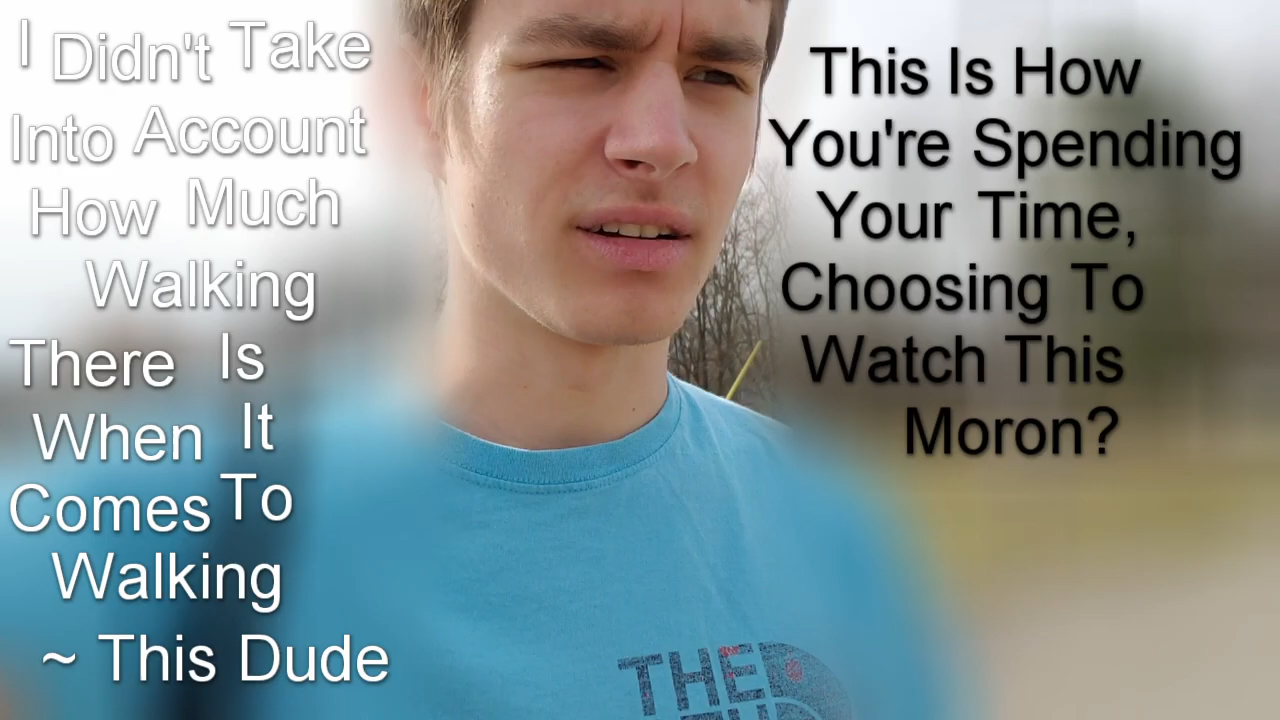 I Didn't Take
Into Account
How Much
Walking
There Is
When It
Comes To
Walking
~ This Dude
This Is How
You're Spending
Your Time,
Choosing To
Watch This
Moron?
THE